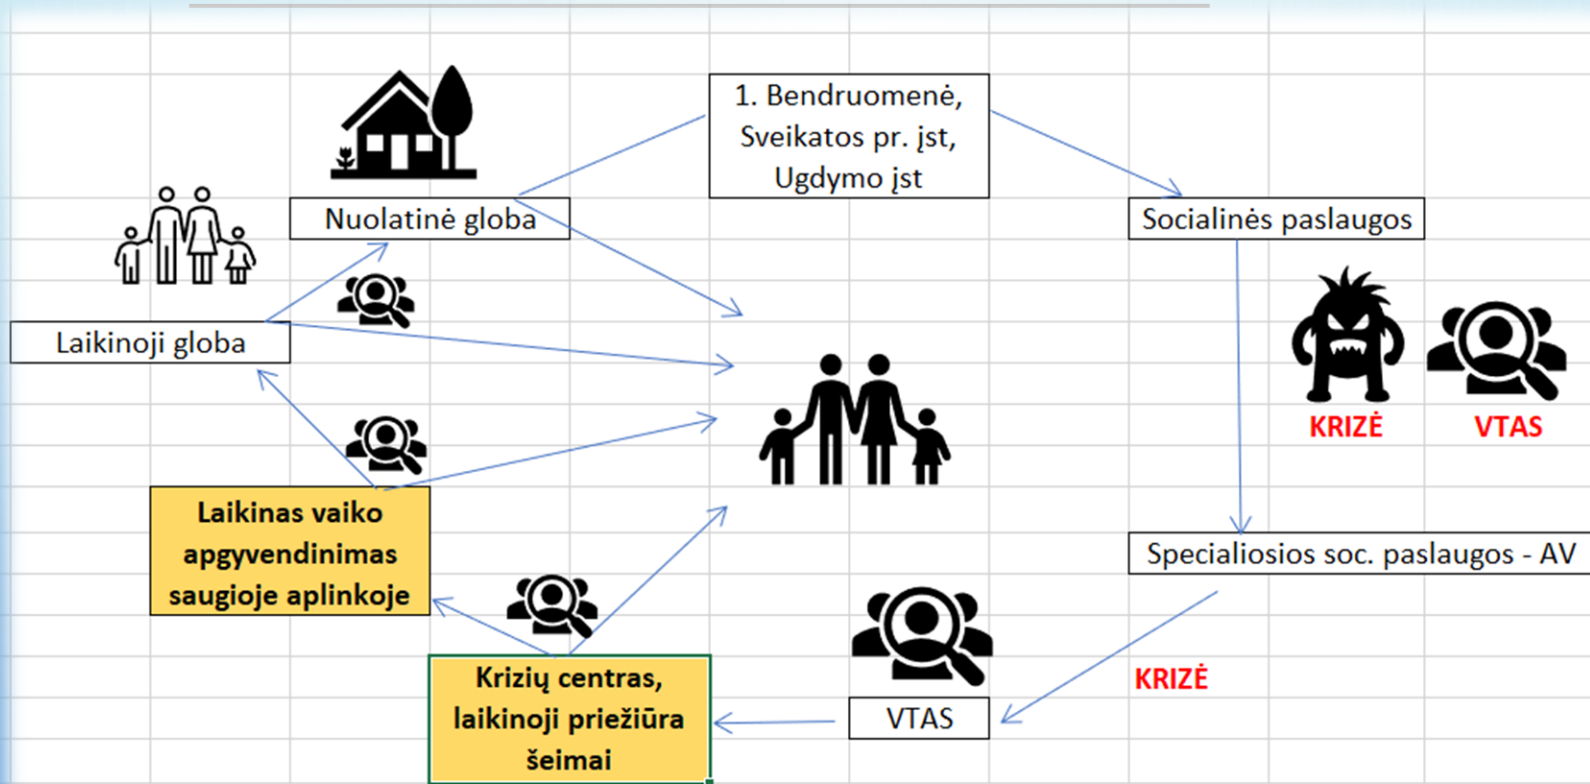 1. Bendruomenė,
Sveikatos pr. įst,
Ugdymo įst
Nuolatinė globa
Socialinės paslaugos
Laikinoji globa
KRIZĖ
VTAS
Laikinas vaiko
apgyvendinimas
saugioje aplinkoje
Specialiosios soc. paslaugos - AV
KRIZĖ
Krizių centras,
laikinoji priežiūra
šeimai
VTAS